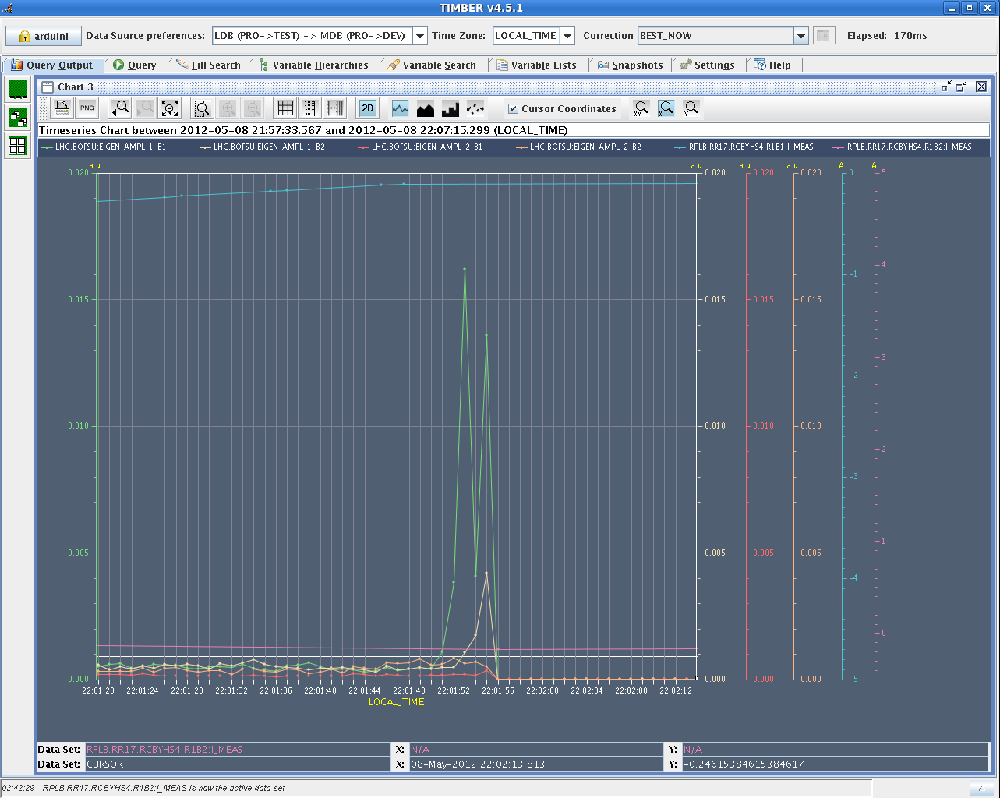 TIMBER v4.5.1
arduini Data Source preferences: LDB (PRO->TEST) -> MDB (PRO->DEV) Time Zone: LOCAL_TIME Correction BEST_NOW Elapsed: 170ms
Query Output Query Fill Search Variable Hierarchies Variable Search Variable Lists Snapshots Settings Help
Chart 3
PNG 2D Cursor Coordinates XY X Y
Timeseries Chart between 2012-05-08 21:57:33.567 and 2012-05-08 22:07:15.299 (LOCAL_TIME)
LHC.BOFSU:EIGEN_AMPL_1_B1 LHC.BOFSU:EIGEN_AMPL_1_B2 LHC.BOFSU:EIGEN_AMPL_2_B1 LHC.BOFSU:EIGEN_AMPL_2_B2 RPLB.RR17.RCBYHS4.R1B1:I_MEAS RPLB.RR17.RCBYHS4.R1B2:I_MEAS
a.u. a.u. a.u. a.u. A A
0.020 0.020 0.020 0.020 0 5
4
-1
0.015 0.015 0.015 0.015
3
-2
0.010 0.010 0.010 0.010
2
-3
1
0.005 0.005 0.005 0.005
-4
0
0.000 0.000 0.000 0.000 -5
22:01:20 22:01:24 22:01:28 22:01:32 22:01:36 22:01:40 22:01:44 22:01:48 22:01:52 22:01:56 22:02:00 22:02:04 22:02:08 22:02:12
LOCAL_TIME
Data Set: RPLB.RR17.RCBYHS4.R1B2:I_MEAS X: N/A Y: N/A
Data Set: CURSOR X: 08-May-2012 22:02:13.813 Y: -0.24615384615384617
02:42:29 - RPLB.RR17.RCBYHS4.R1B2:I_MEAS is now the active data set